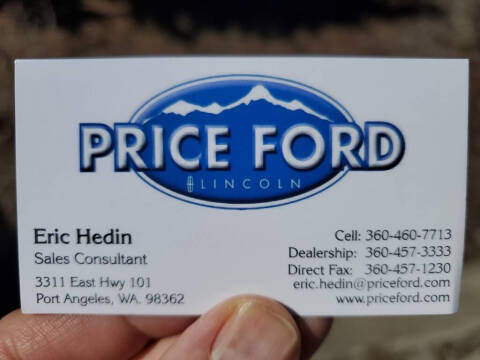 PRICE FORD
LINCOLN
Eric Hedin
Sales Consultant
3311 East Hwy 101
Port Angeles, WA. 98362
Cell: 360-460-7713
Dealership: 360-457-3333
Direct Fax: 360-457-1230
eric.hedin@priceford.com
www.priceford.com